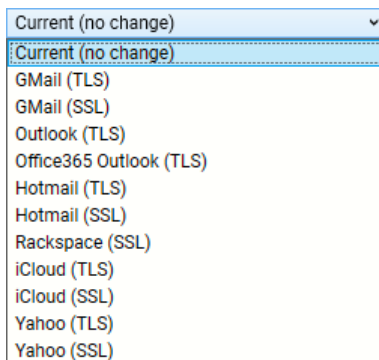 Current (no change)
Current (no change)
GMail (TLS)
GMail (SSL)
Outlook (TLS)
Office365 Outlook (TLS)
Hotmail (TLS)
Hotmail (SSL)
Rackspace (SSL)
iCloud (TLS)
iCloud (SSL)
Yahoo (TLS)
Yahoo (SSL)